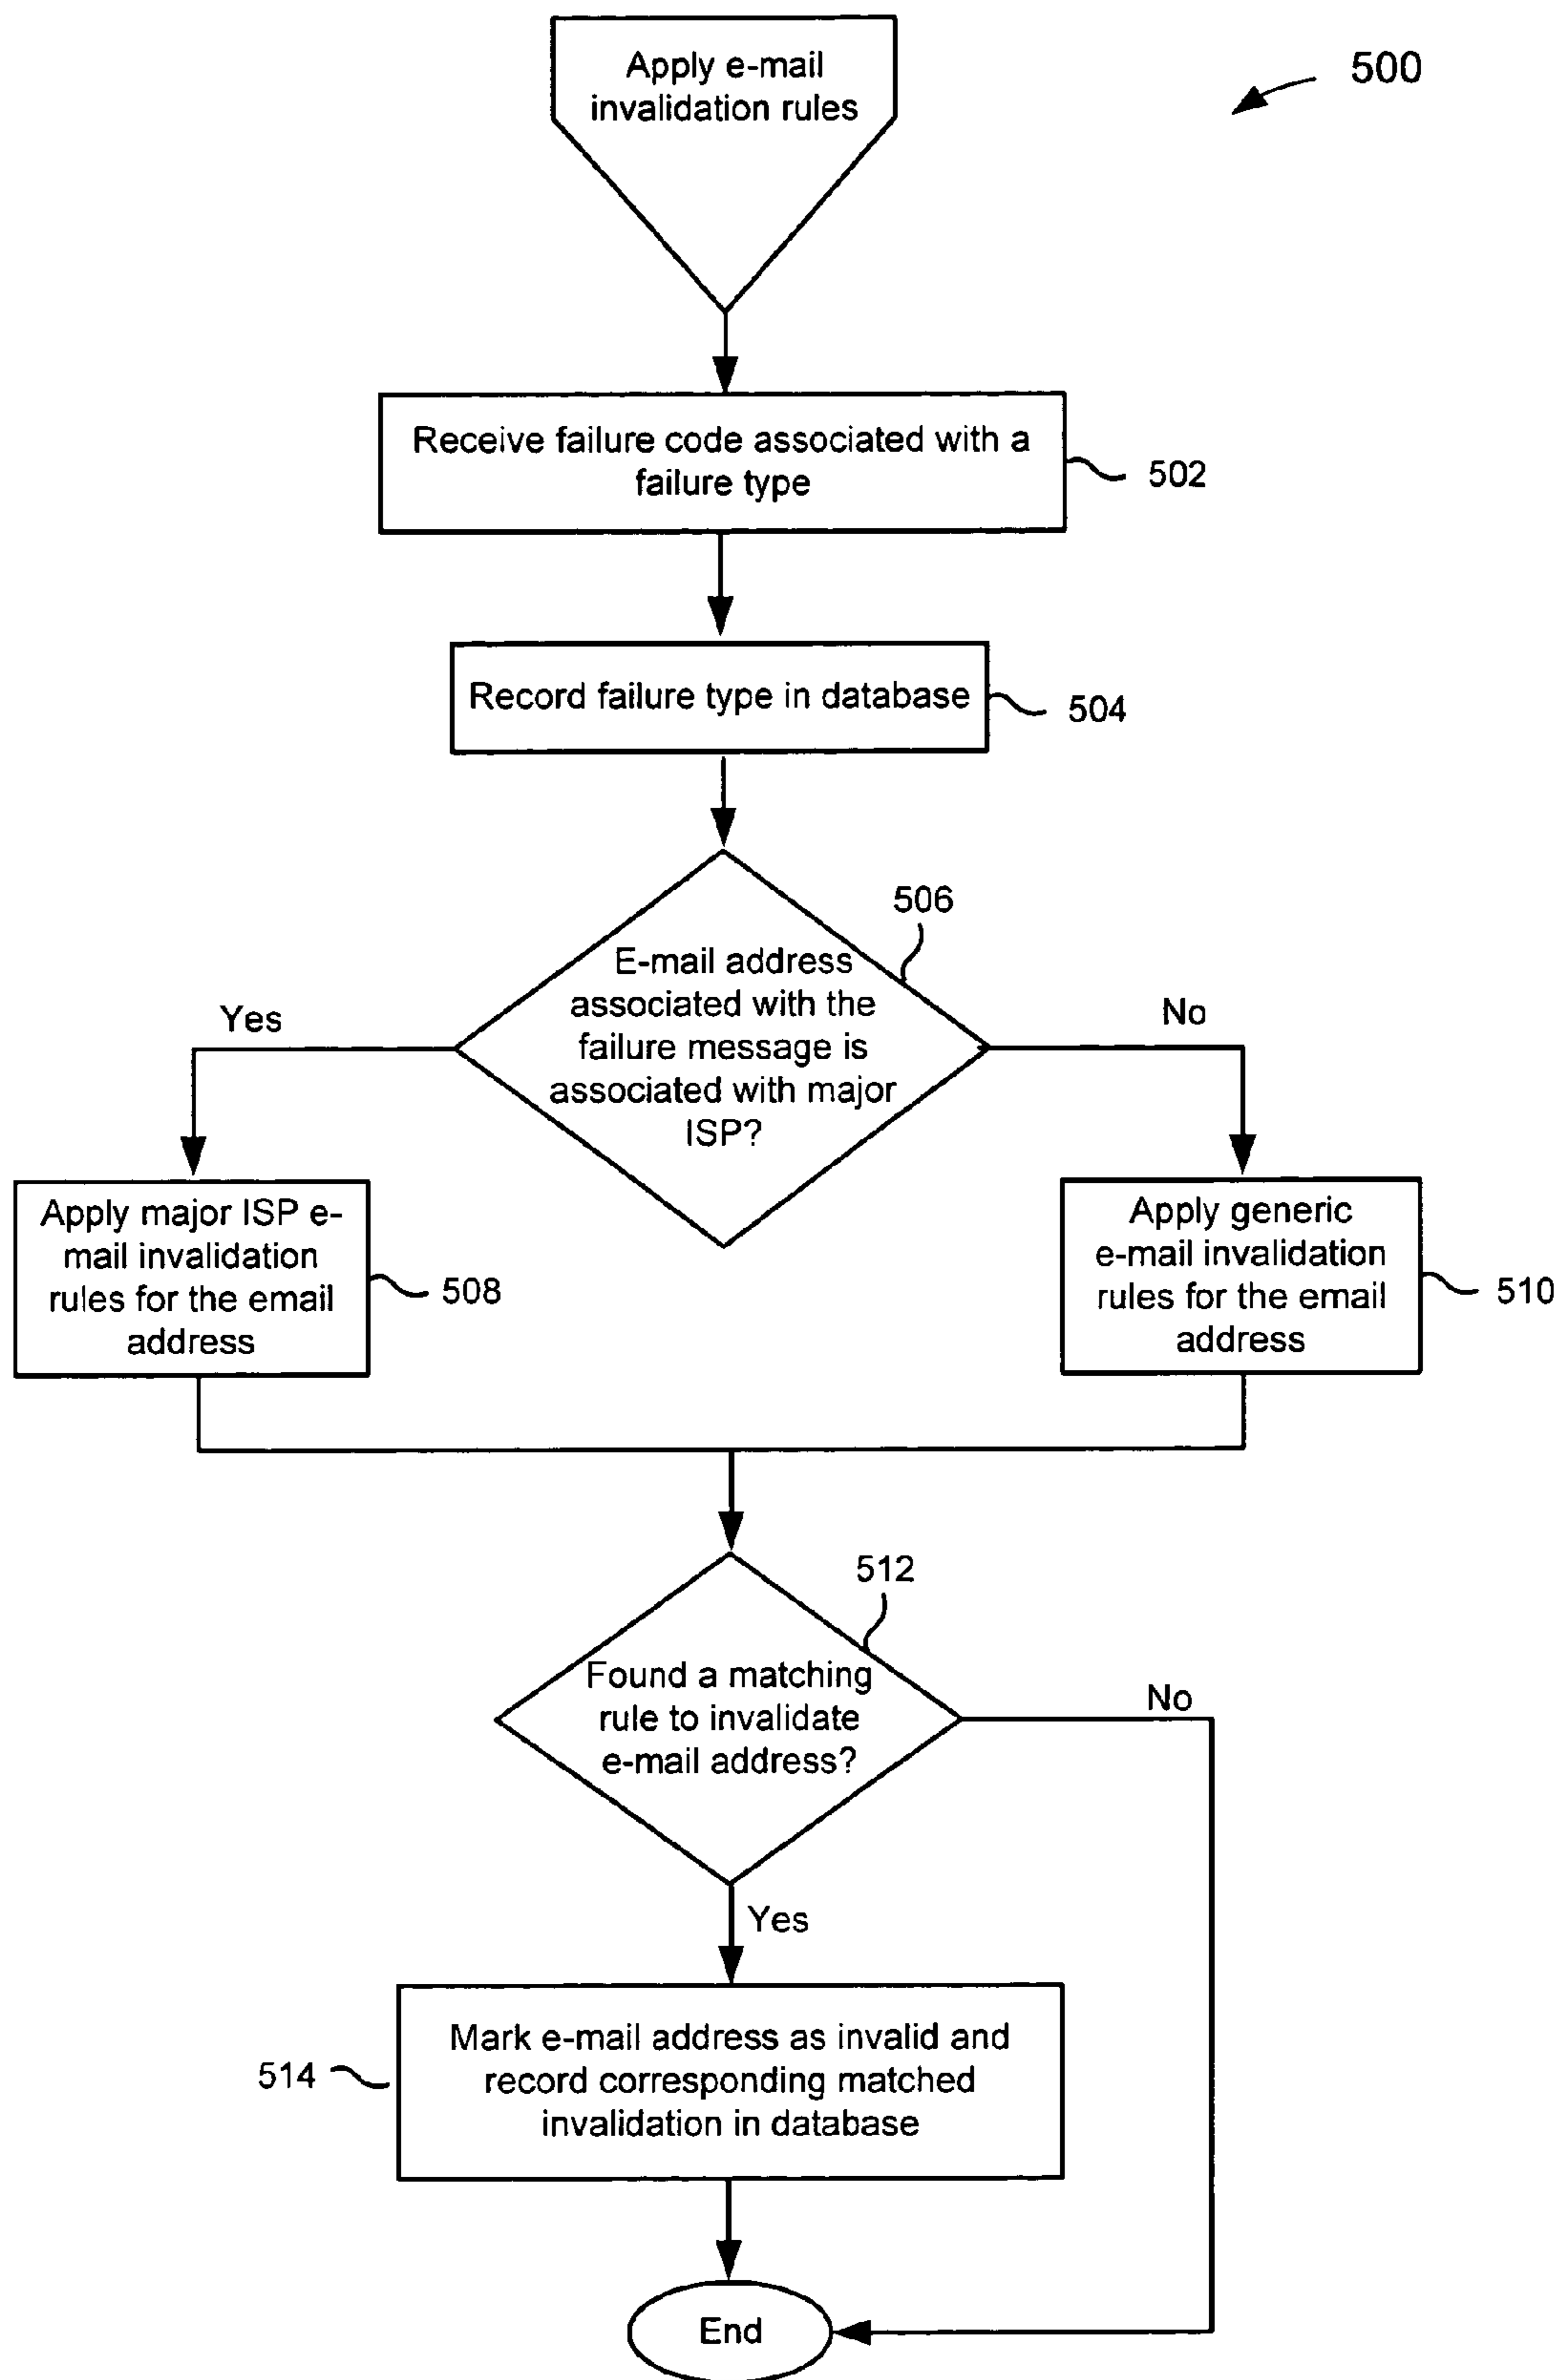 Apply e-mail
invalidation rules
500
Receive failure code associated with a
failure type
502
Record failure type in database
504
506
E-mail address
associated with the
failure message is
associated with major
ISP?
Yes
No
Apply major ISP e-
mail invalidation
rules for the email
address
508
Apply generic
e-mail invalidation
rules for the email
address
510
512
Found a matching
rule to invalidate
e-mail address?
No
Yes
Mark e-mail address as invalid and
record corresponding matched
invalidation in database
514
End